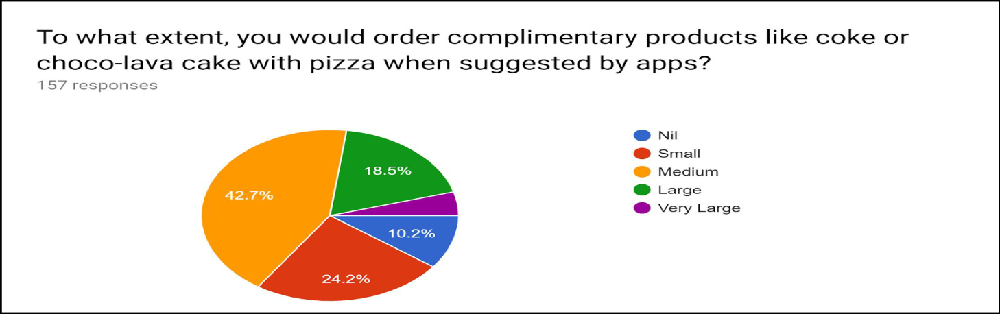 To what extent, you would order complimentary products like coke or
choco-lava cake with pizza when suggested by apps?
157 responses
18.5%
42.7%
10.2%
24.2%
Nil
Small
Medium
Large
Very Large